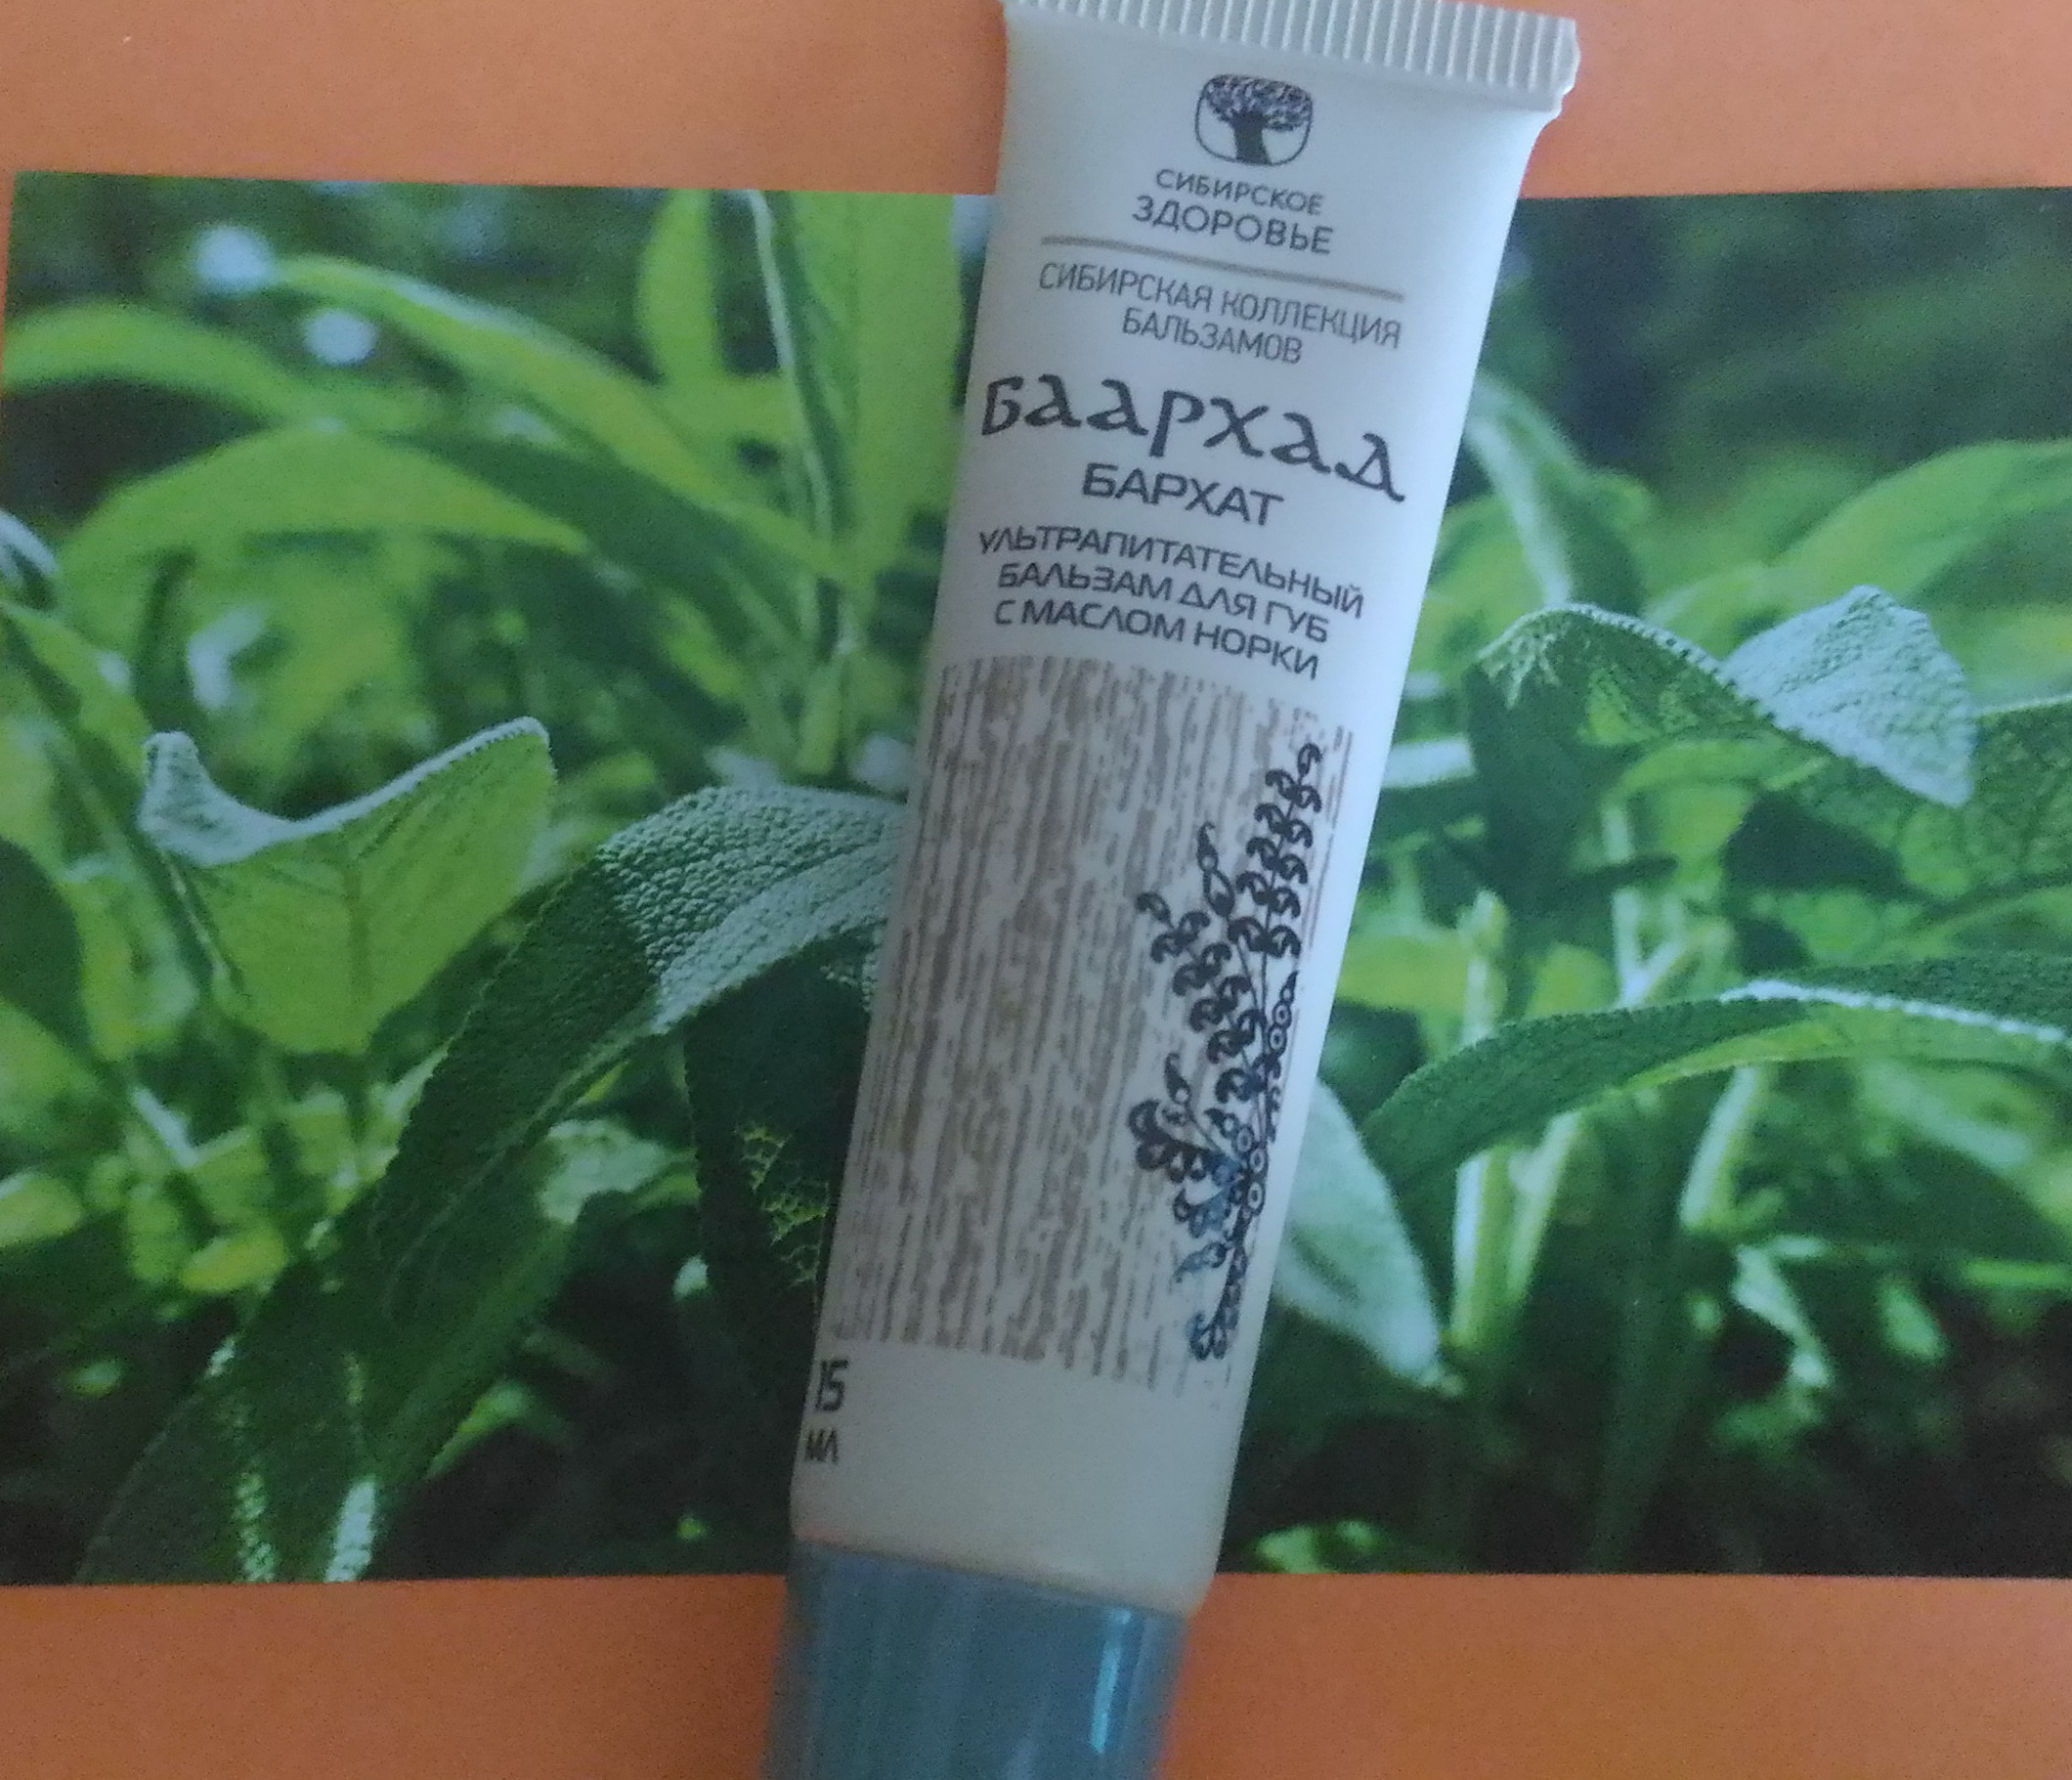 СИБИРСКОЕ
ЗДОРОВЬЕ
СИБИРСКАЯ КОЛЛЕКЦИЯ
БАЛЬЗАМОВ
БААРХАД
БАРХАТ
УЛЬТРАПИТАТЕЛЬНЫЙ
БАЛЬЗАМ ДЛЯ ГУБ
С МАСЛОМ НОРКИ
15
МЛ